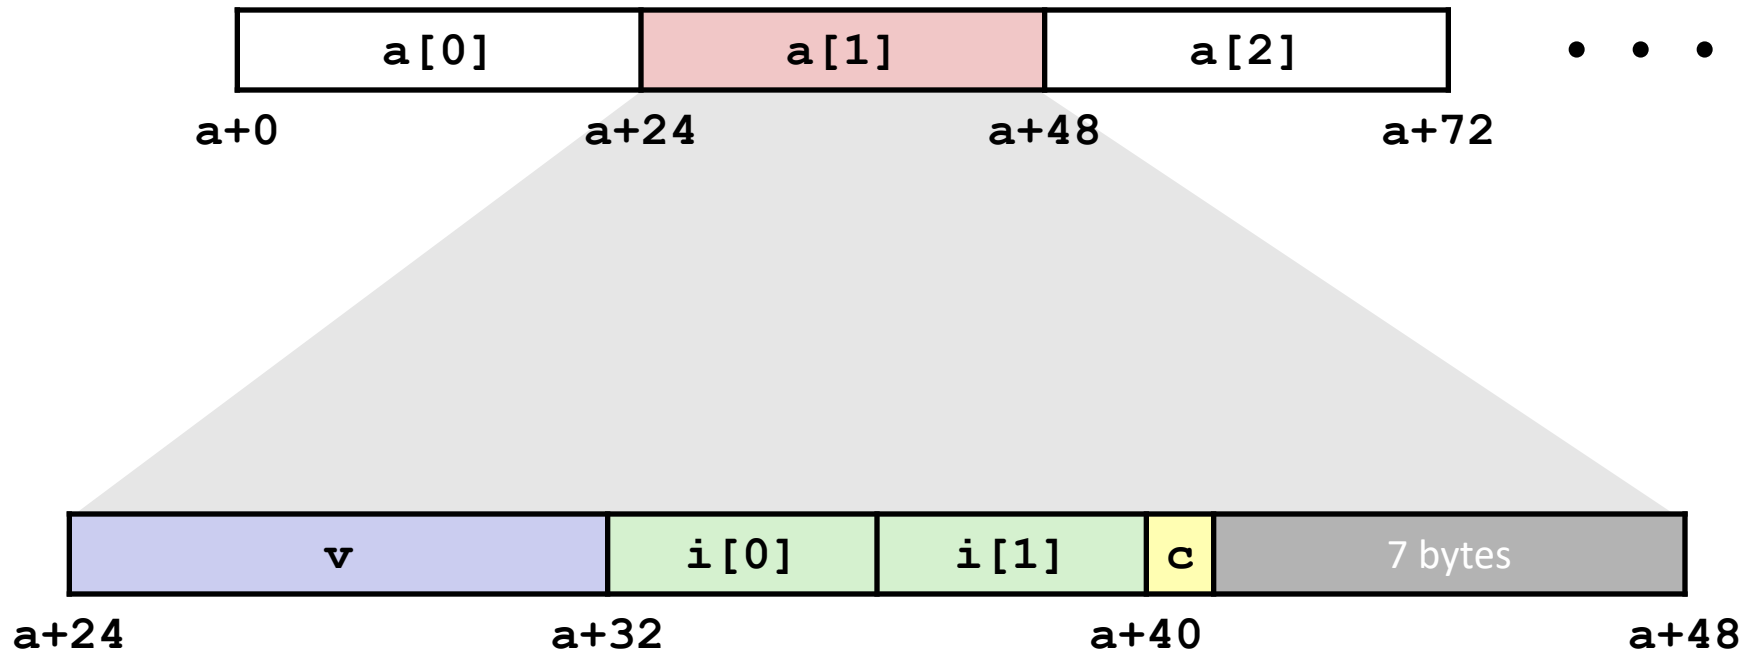 a[0] a[1] a[2] • • •
a+0 a+24 a+48 a+72
v i[0] i[1] c 7 bytes
a+24 a+32 a+40 a+48